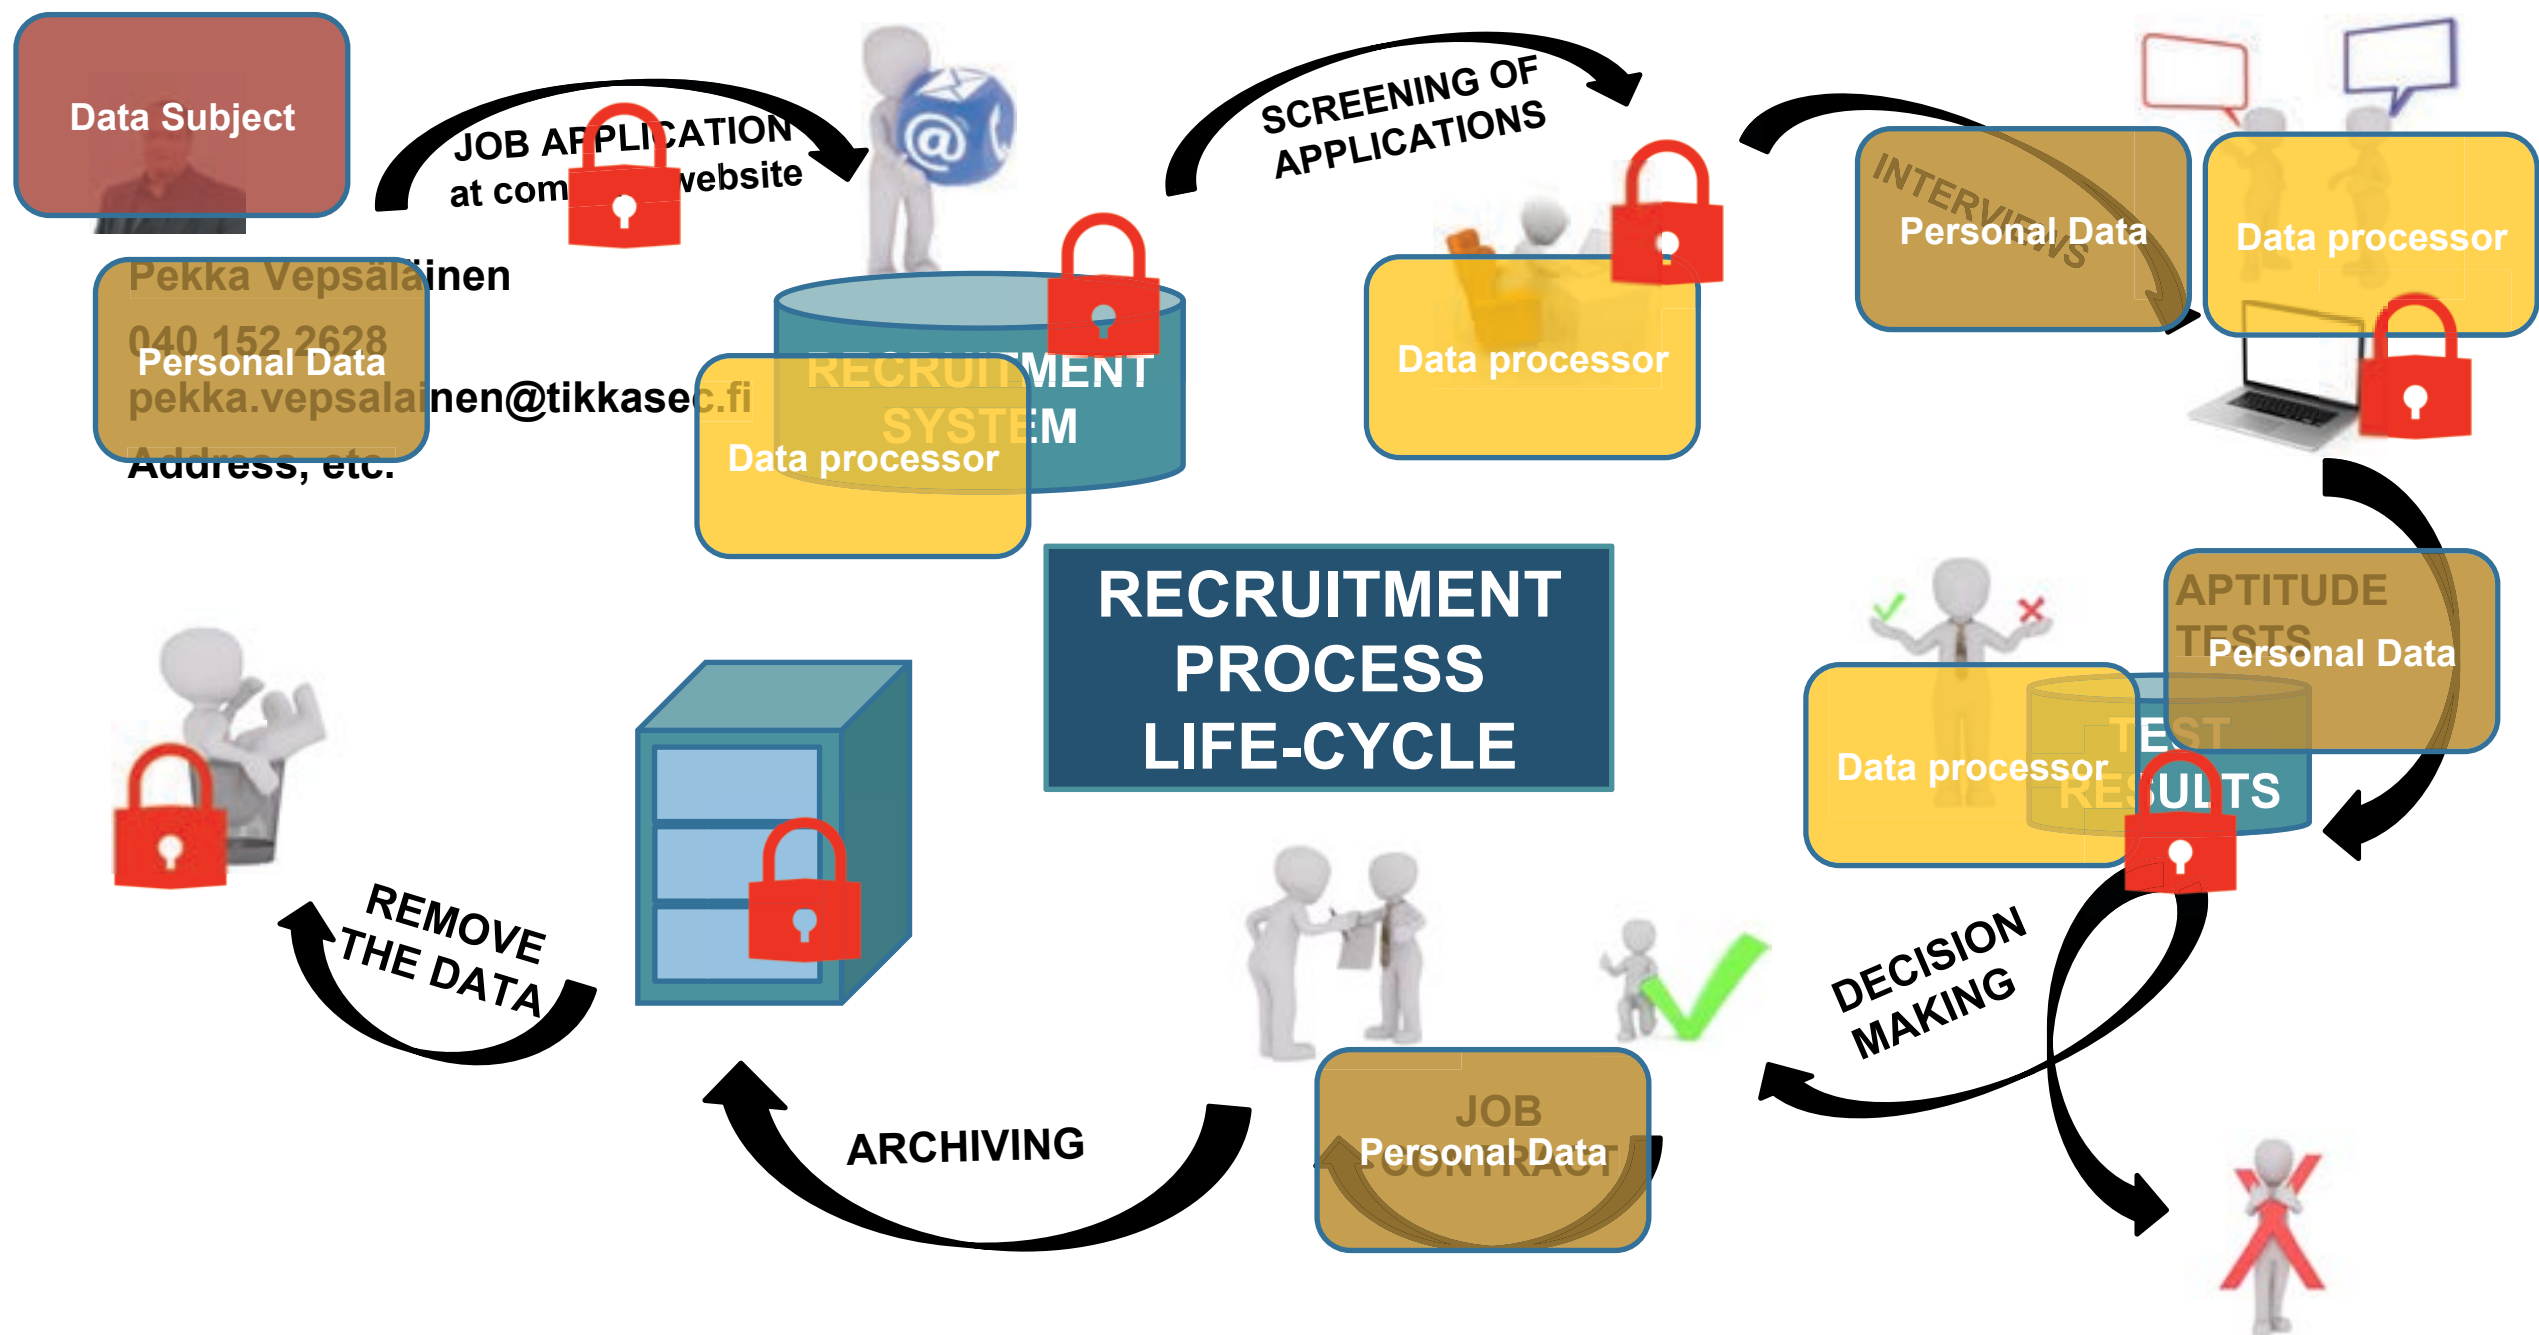 Data Subject
JOB APPLICATION
at com website
Pekka Vepsäläinen
040 152 2628
Personal Data
pekka.vepsalainen@tikkasec.fi
Address, etc.
RECRUITMENT
SYSTEM
Data processor
SCREENING OF
APPLICATIONS
Data processor
INTERVIEWS
Personal Data
Data processor
RECRUITMENT
PROCESS
LIFE-CYCLE
APTITUDE
TESTS
Personal Data
TEST
RESULTS
Data processor
DECISION
MAKING
JOB
CONTRACT
Personal Data
ARCHIVING
REMOVE
THE DATA